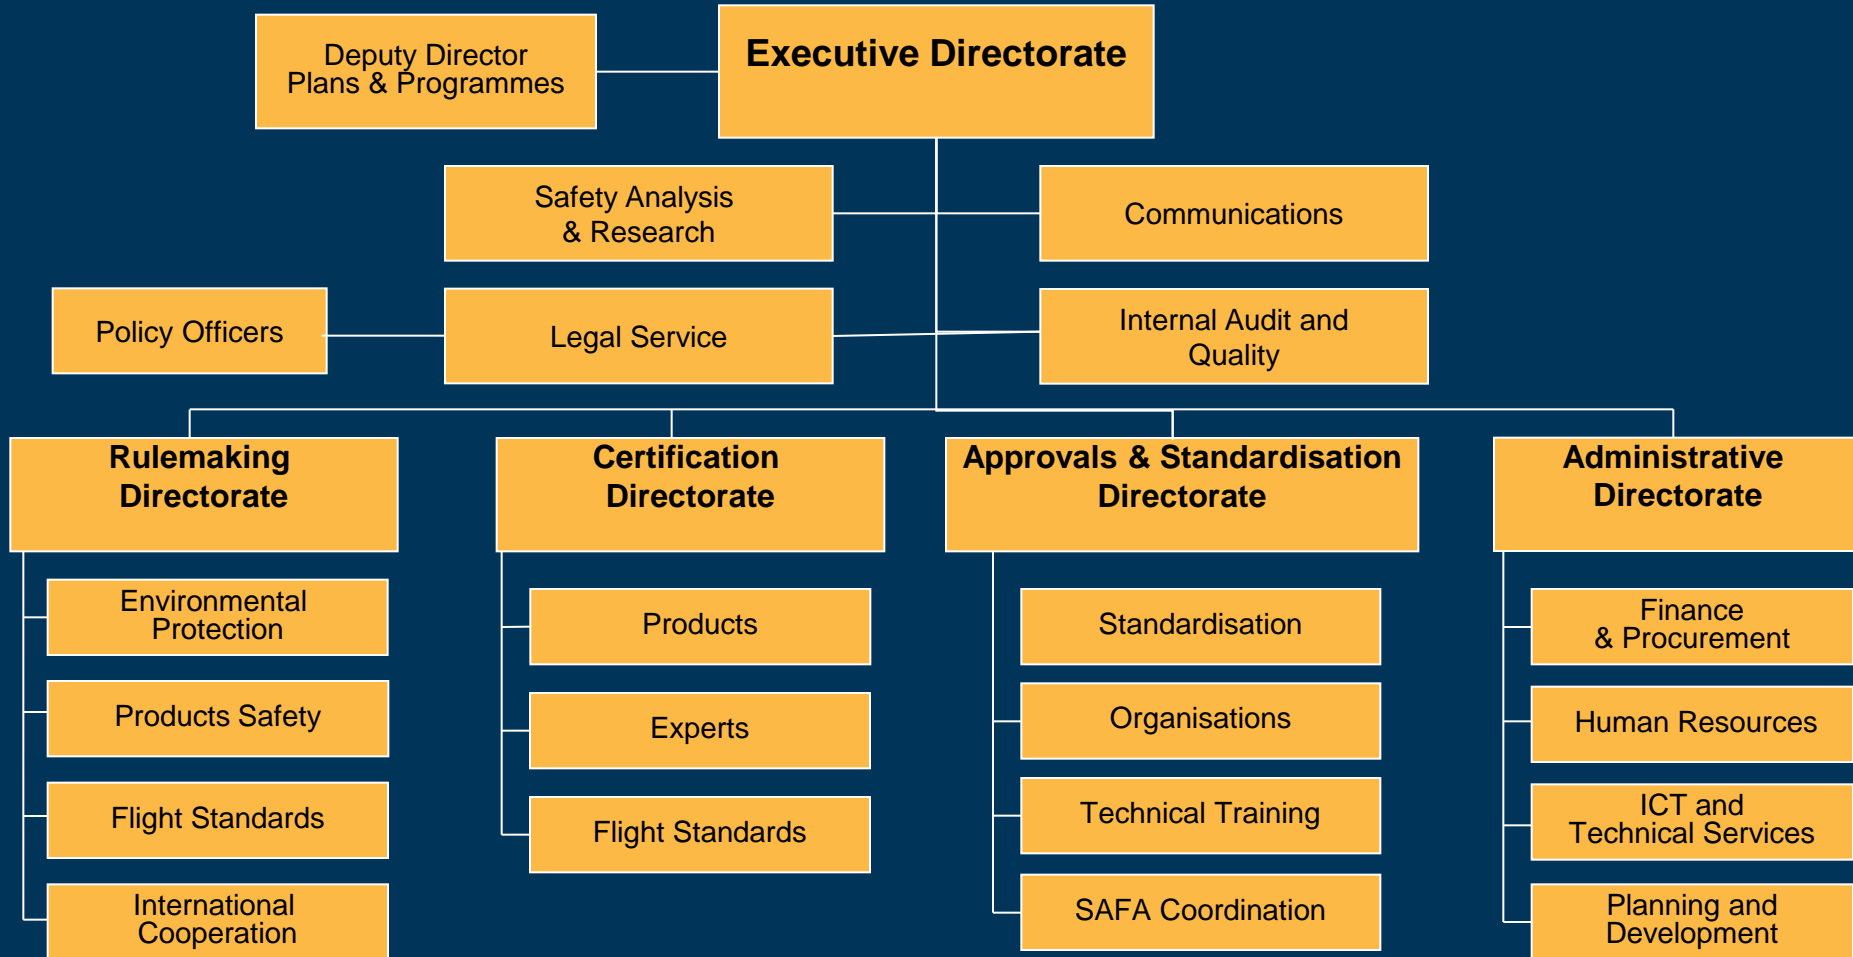 Deputy Director
Plans & Programmes
Executive Directorate
Safety Analysis
& Research
Communications
Policy Officers
Legal Service
Internal Audit and
Quality
Rulemaking
Directorate
Environmental
Protection
Products Safety
Flight Standards
International
Cooperation
Certification
Directorate
Products
Experts
Flight Standards
Approvals & Standardisation
Directorate
Standardisation
Organisations
Technical Training
SAFA Coordination
Administrative
Directorate
Finance
& Procurement
Human Resources
ICT and
Technical Services
Planning and
Development